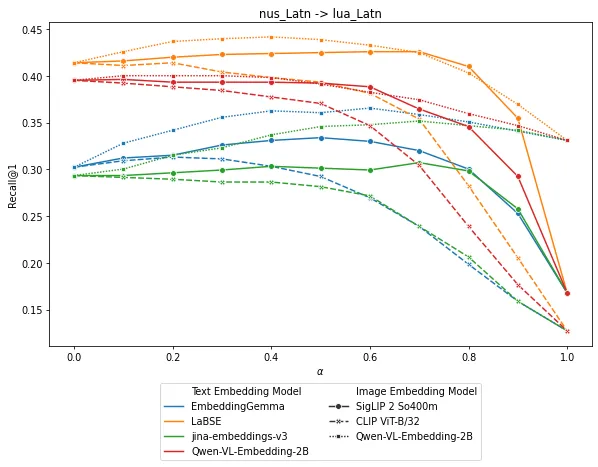 nus_Latn -> lua_Latn
Recall@1
0.45
0.40
0.35
0.30
0.25
0.20
0.15
0.0 0.2 0.4 0.6 0.8 1.0
α
Text Embedding Model Image Embedding Model
EmbeddingGemma SigLIP 2 So400m
LaBSE CLIP ViT-B/32
jina-embeddings-v3 Qwen-VL-Embedding-2B
Qwen-VL-Embedding-2B